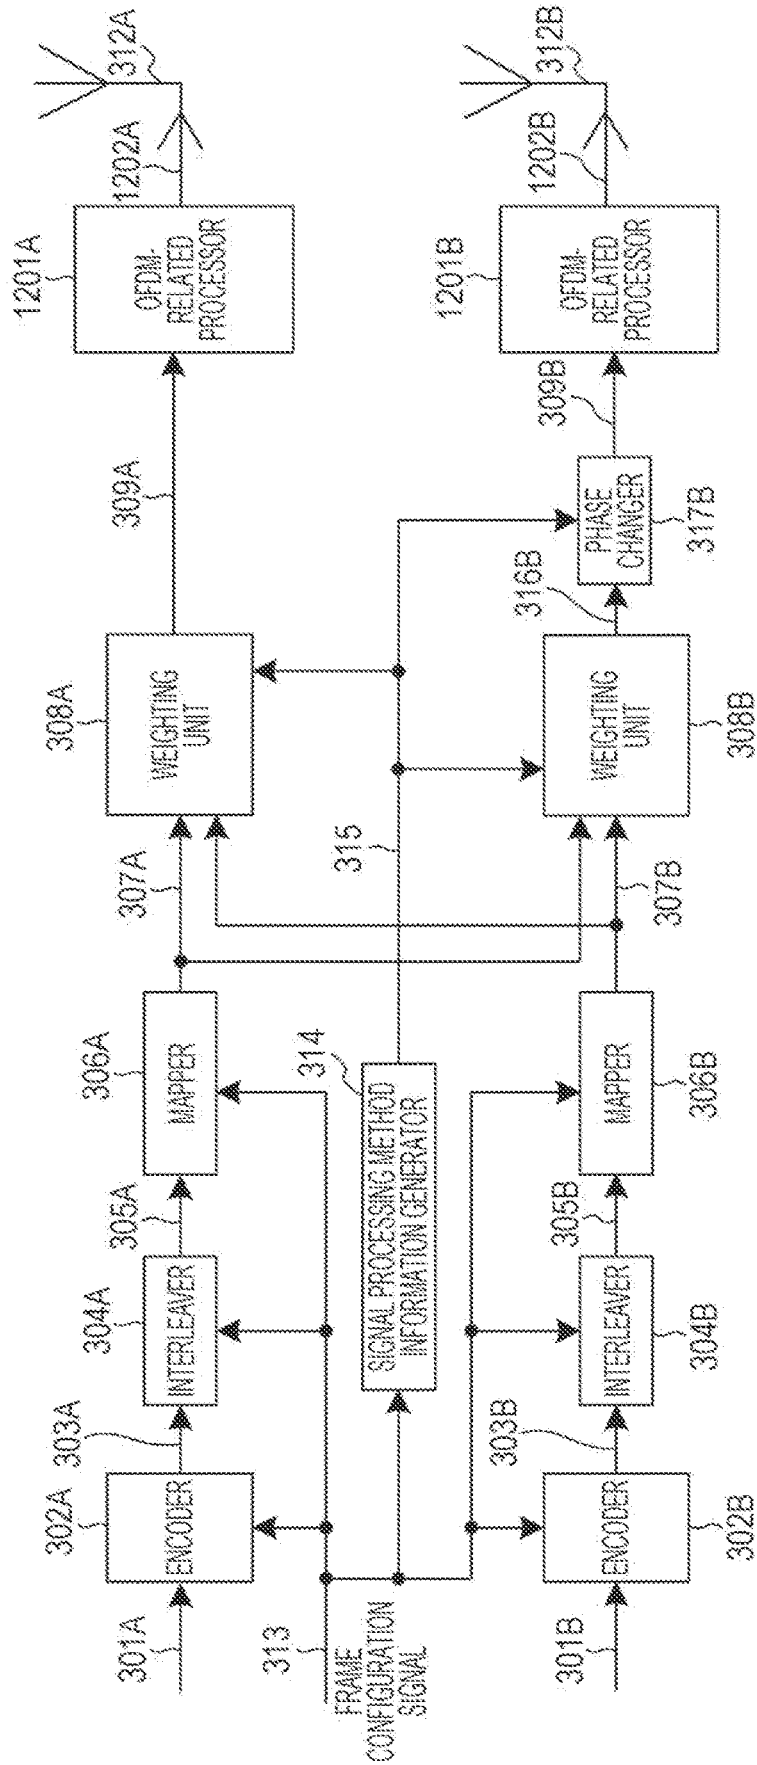 301A
302A
ENCODER
303A
304A
INTERLEAVER
305A
306A
MAPPER
307A
308A
WEIGHTING
UNIT
309A
1201A
OFDM-
RELATED
PROCESSOR
1202A
312A
313
FRAME
CONFIGURATION
SIGNAL
314
SIGNAL PROCESSING METHOD
INFORMATION GENERATOR
315
301B
302B
ENCODER
303B
304B
INTERLEAVER
305B
306B
MAPPER
307B
308B
WEIGHTING
UNIT
316B
317B
PHASE
CHANGER
309B
1201B
OFDM-
RELATED
PROCESSOR
1202B
312B